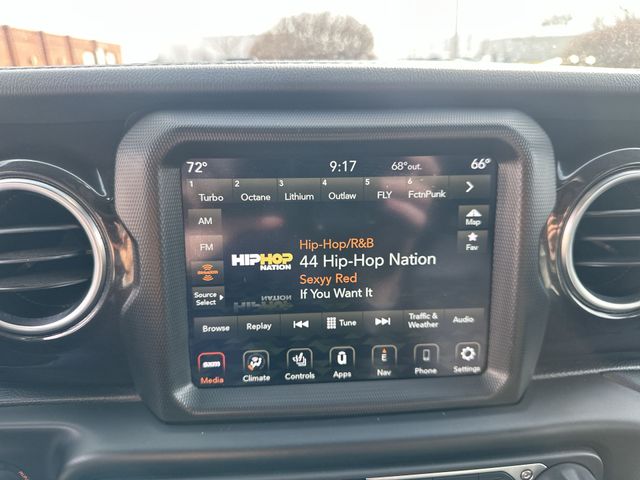 72° 9:17 68°out. 66°
1 Turbo 2 Octane 3 Lithium 4 Outlaw 5 FLY 6 FctnPunk
AM
FM
Source Select
HIPHOP NATION
Hip-Hop/R&B
44 Hip-Hop Nation
Sexyy Red
If You Want It
Map
Fav
Browse Replay Tune Traffic & Weather Audio
Media Climate Controls Apps E Nav Phone Settings